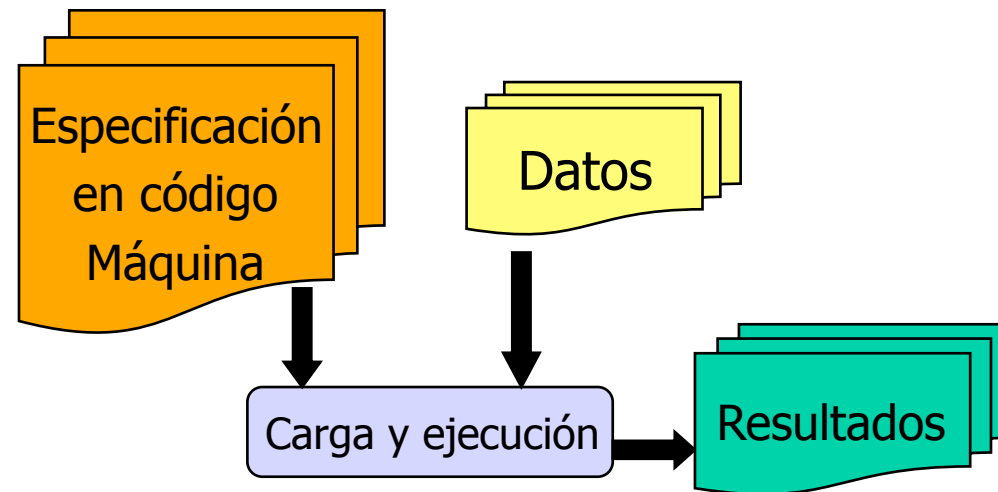 Especificación
en código
Máquina
Datos
Carga y ejecución
Resultados